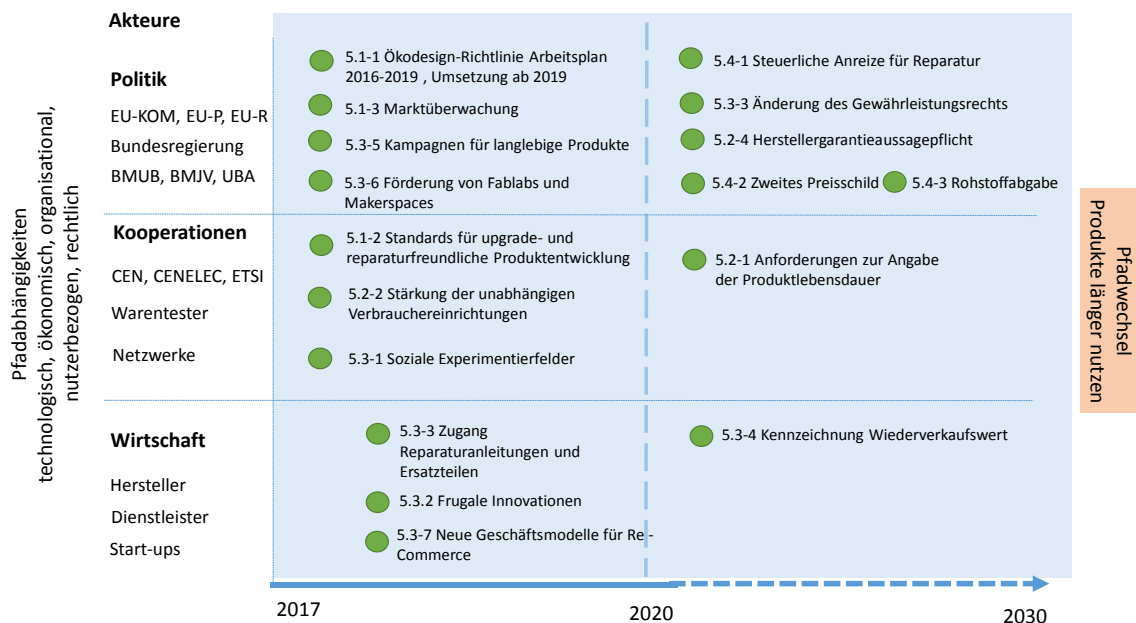 Akteure
Politik
EU-KOM, EU-P, EU-R
Bundesregierung
BMUB, BMJV, UBA
5.1-1 Ökodesign-Richtlinie Arbeitsplan
2016-2019 , Umsetzung ab 2019
5.1-3 Marktüberwachung
5.3-5 Kampagnen für langlebige Produkte
5.3-6 Förderung von Fablabs und
Makerspaces
5.4-1 Steuerliche Anreize für Reparatur
5.3-3 Änderung des Gewährleistungsrechts
5.2-4 Herstellergarantieaussagepflicht
5.4-2 Zweites Preisschild
5.4-3 Rohstoffabgabe
Kooperationen
CEN, CENELEC, ETSI
Warentester
Netzwerke
5.1-2 Standards für upgrade- und
reparaturfreundliche Produktentwicklung
5.2-2 Stärkung der unabhängigen
Verbrauchereinrichtungen
5.3-1 Soziale Experimentierfelder
5.2-1 Anforderungen zur Angabe
der Produktlebensdauer
Wirtschaft
Hersteller
Dienstleister
Start-ups
5.3-3 Zugang
Reparaturanleitungen und
Ersatzteilen
5.3.2 Frugale Innovationen
5.3-7 Neue Geschäftsmodelle für Re -
Commerce
5.3-4 Kennzeichnung Wiederverkaufswert
2017
2020
2030
Pfadabhängigkeiten
technologisch, ökonomisch, organisational,
nutzerbezogen, rechtlich
Pfadwechsel
Produkte länger nutzen